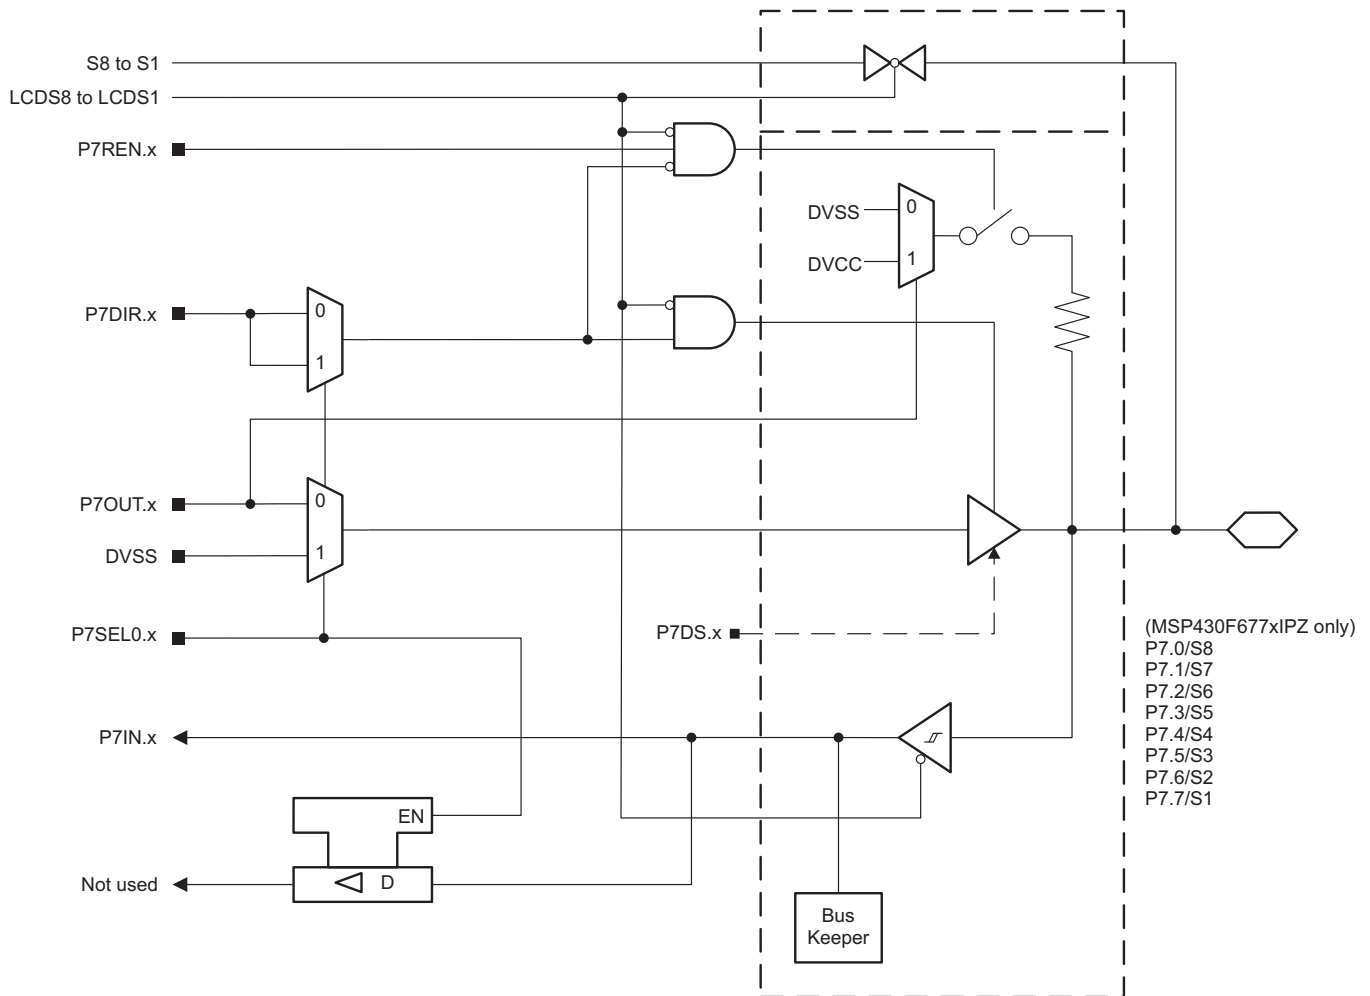 S8 to S1
LCDS8 to LCDS1
P7REN.x
DVSS
0
DVCC
1
P7DIR.x
0
1
P7OUT.x
0
DVSS
1
P7SEL0.x
P7DS.x
(MSP430F677xIPZ only)
P7.0/S8
P7.1/S7
P7.2/S6
P7.3/S5
P7.4/S4
P7.5/S3
P7.6/S2
P7.7/S1
P7IN.x
EN
Not used
D
Bus
Keeper